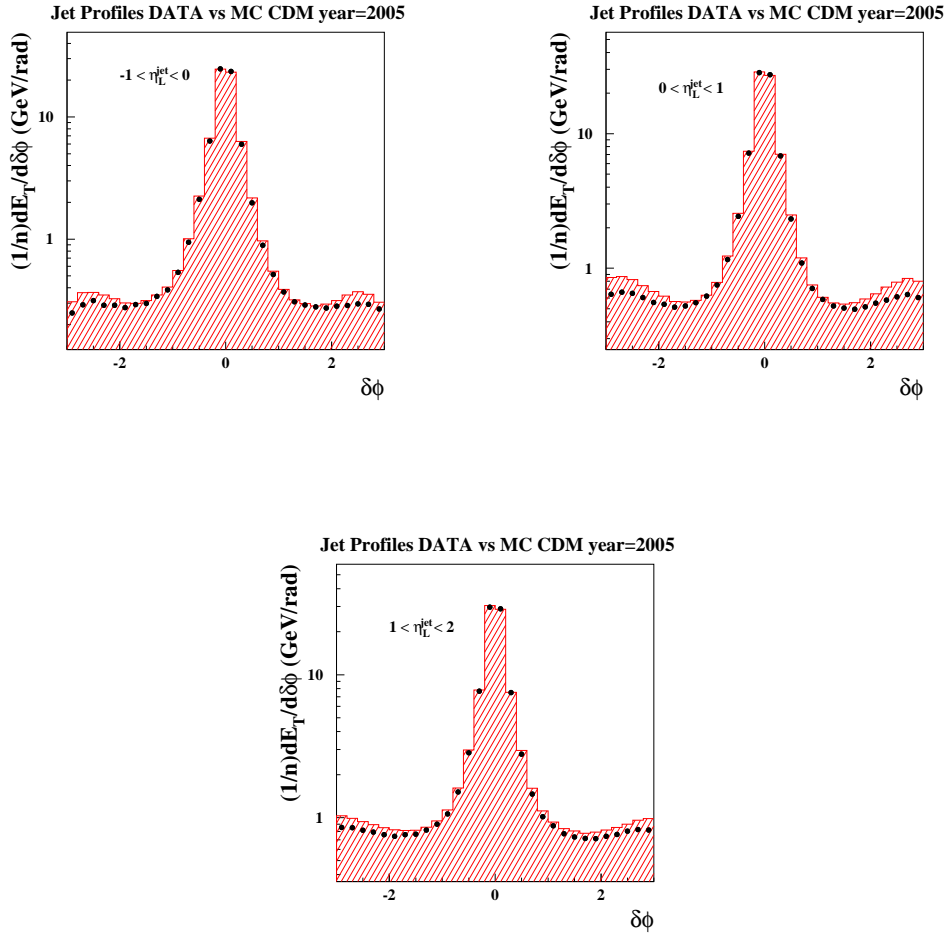 Jet Profiles DATA vs MC CDM year=2005
(1/n)dE_T/dδϕ (GeV/rad)
-1 < η_L^jet < 0
10
1
-2 0 2
δϕ
Jet Profiles DATA vs MC CDM year=2005
(1/n)dE_T/dδϕ (GeV/rad)
0 < η_L^jet < 1
10
1
-2 0 2
δϕ
Jet Profiles DATA vs MC CDM year=2005
(1/n)dE_T/dδϕ (GeV/rad)
1 < η_L^jet < 2
10
1
-2 0 2
δϕ